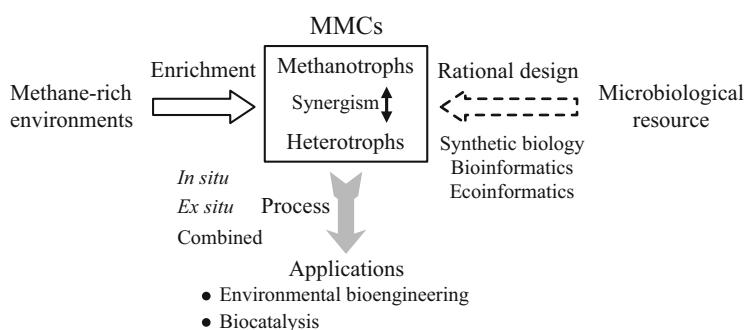 MMCs
Enrichment
Methane-rich
environments
Methanotrophs
Synergism
Heterotrophs
Rational design
Synthetic biology
Bioinformatics
Ecoinformatics
Microbiological
resource
In situ
Ex situ
Combined
Process
Applications
● Environmental bioengineering
● Biocatalysis